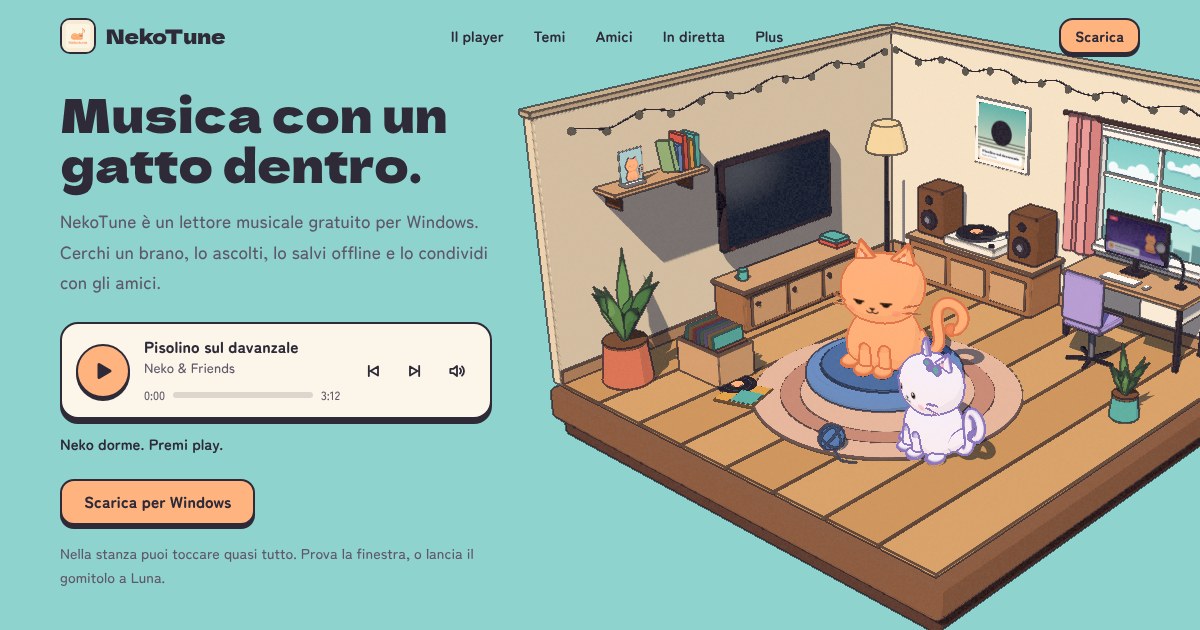 NekoTune
Il player
Temi
Amici
In diretta
Plus
Scarica
Musica con un
gatto dentro.
NekoTune è un lettore musicale gratuito per Windows.
Cerchi un brano, lo ascolti, lo salvi offline e lo condividi
con gli amici.
Pisolino sul davanzale
Neko & Friends
0:00
3:12
Neko dorme. Premi play.
Scarica per Windows
Nella stanza puoi toccare quasi tutto. Prova la finestra, o lancia il
gomitolo a Luna.